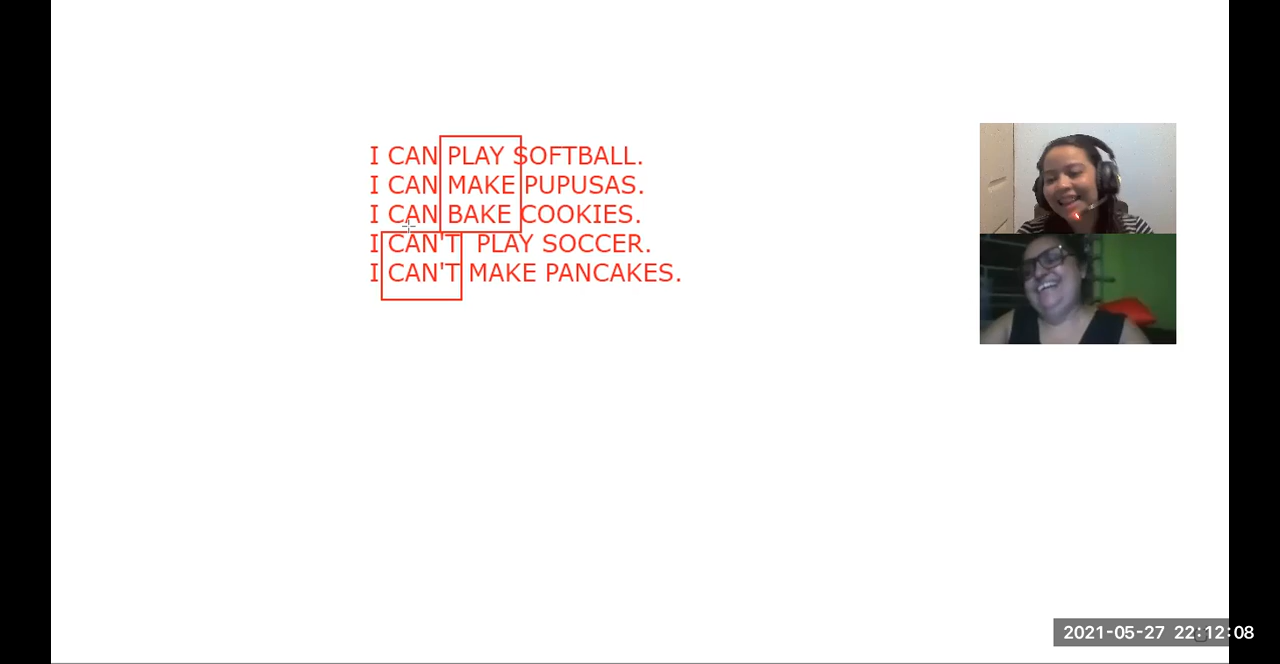 I CAN PLAY SOFTBALL.
I CAN MAKE PUPUSAS.
I CAN BAKE COOKIES.
I CAN'T PLAY SOCCER.
I CAN'T MAKE PANCAKES.
2021-05-27 22:12:08